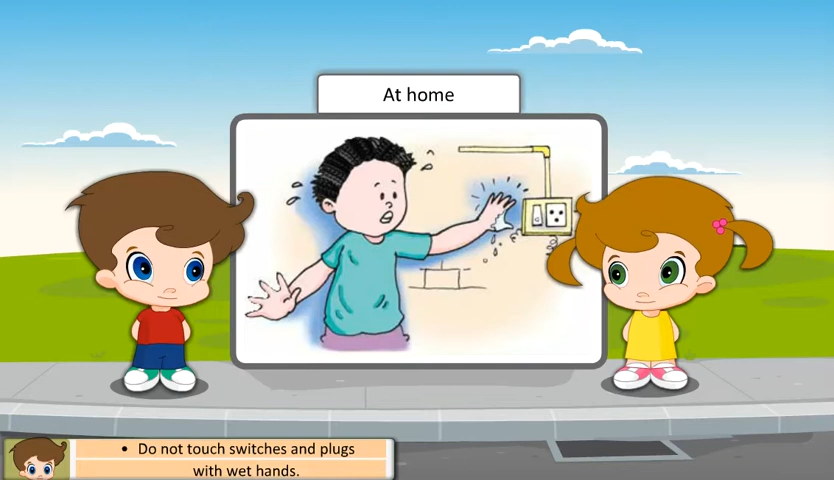 At home
• Do not touch switches and plugs
with wet hands.